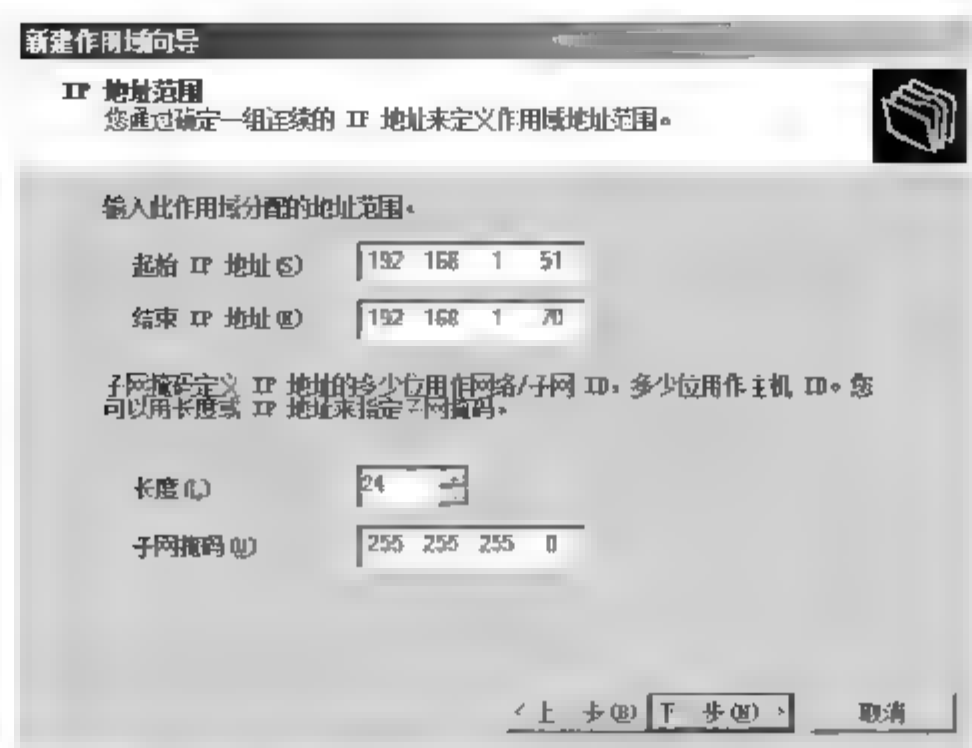 新建作用域向导
IP 地址范围
您通过确定一组连续的 IP 地址来定义作用域地址范围。
输入此作用域分配的地址范围。
起始 IP 地址(S)
192 168 1 51
结束 IP 地址(E)
192 168 1 70
子网掩码定义 IP 地址的多少位用作网络/子网 ID，多少位用作主机 ID。您
可以用长度或 IP 地址来指定子网掩码。
长度(L)
24
子网掩码(U)
255 255 255 0
<上一步(B) 下一步(N)> 取消